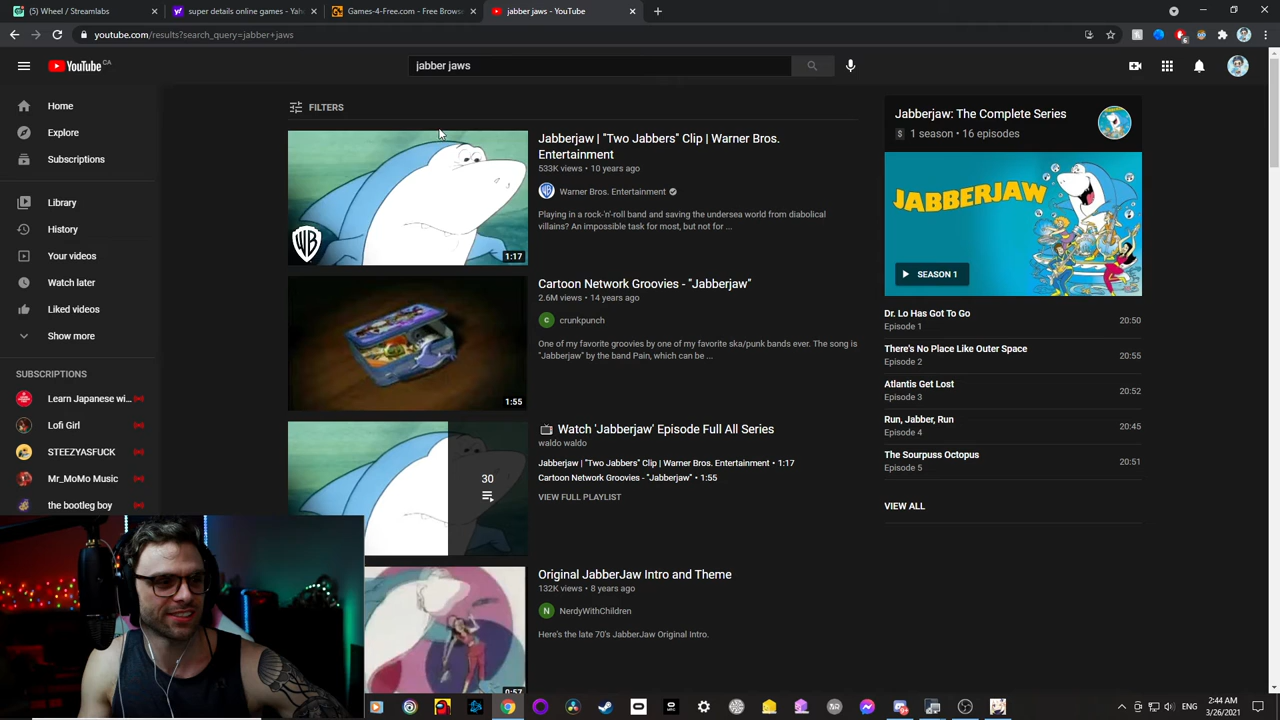 (5) Wheel / Streamlabs
super details online games - Yah
Games-4-Free.com - Free Brows
jabber jaws - YouTube
youtube.com/results?search_query=jabber+jaws
YouTube CA
jabber jaws
Home
Explore
Subscriptions
Library
History
Your videos
Watch later
Liked videos
Show more
SUBSCRIPTIONS
Learn Japanese wi...
Lofi Girl
STEEZYASFUCK
Mr_MoMo Music
the bootleg boy
FILTERS
1:17
Jabberjaw | "Two Jabbers" Clip | Warner Bros.
Entertainment
533K views • 10 years ago
Warner Bros. Entertainment
Playing in a rock-'n'-roll band and saving the undersea world from diabolical
villains? An impossible task for most, but not for ...
1:55
Cartoon Network Groovies - "Jabberjaw"
2.6M views • 14 years ago
C crunkpunch
One of my favorite groovies by one of my favorite ska/punk bands ever. The song is
"Jabberjaw" by the band Pain, which can be ...
30
📺 Watch 'Jabberjaw' Episode Full All Series
waldo waldo
Jabberjaw | "Two Jabbers" Clip | Warner Bros. Entertainment • 1:17
Cartoon Network Groovies - "Jabberjaw" • 1:55
VIEW FULL PLAYLIST
0:57
Original JabberJaw Intro and Theme
132K views • 8 years ago
N NerdyWithChildren
Here's the late 70's JabberJaw Original Intro.
Jabberjaw: The Complete Series
$ 1 season • 16 episodes
JABBERJAW
SEASON 1
Dr. Lo Has Got To Go
Episode 1
20:50
There's No Place Like Outer Space
Episode 2
20:55
Atlantis Get Lost
Episode 3
20:52
Run, Jabber, Run
Episode 4
20:45
The Sourpuss Octopus
Episode 5
20:51
VIEW ALL
ENG
2:44 AM
3/26/2021